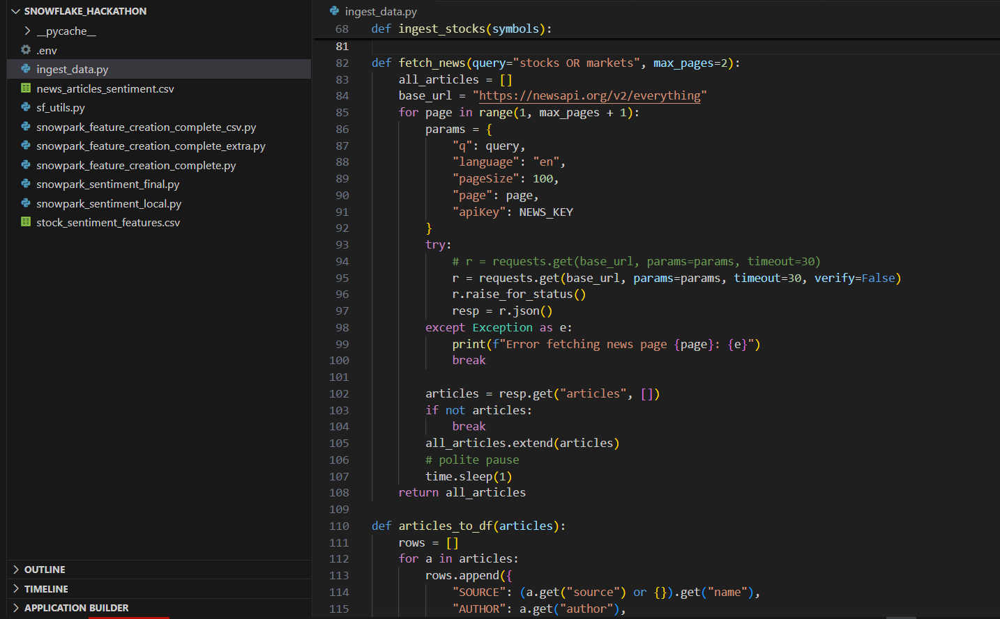 SNOWFLAKE_HACKATHON
__pycache__
.env
ingest_data.py
news_articles_sentiment.csv
sf_utils.py
snowpark_feature_creation_complete_csv.py
snowpark_feature_creation_complete_extra.py
snowpark_feature_creation_complete.py
snowpark_sentiment_final.py
snowpark_sentiment_local.py
stock_sentiment_features.csv
OUTLINE
TIMELINE
APPLICATION BUILDER
ingest_data.py
68 def ingest_stocks(symbols):
81
82 def fetch_news(query="stocks OR markets", max_pages=2):
83     all_articles = []
84     base_url = "https://newsapi.org/v2/everything"
85     for page in range(1, max_pages + 1):
86         params = {
87             "q": query,
88             "language": "en",
89             "pageSize": 100,
90             "page": page,
91             "apiKey": NEWS_KEY
92         }
93         try:
94             # r = requests.get(base_url, params=params, timeout=30)
95             r = requests.get(base_url, params=params, timeout=30, verify=False)
96             r.raise_for_status()
97             resp = r.json()
98         except Exception as e:
99             print(f"Error fetching news page {page}: {e}")
100             break
101
102         articles = resp.get("articles", [])
103         if not articles:
104             break
105         all_articles.extend(articles)
106         # polite pause
107         time.sleep(1)
108     return all_articles
109
110 def articles_to_df(articles):
111     rows = []
112     for a in articles:
113         rows.append({
114             "SOURCE": (a.get("source") or {}).get("name"),
115             "AUTHOR": a.get("author"),